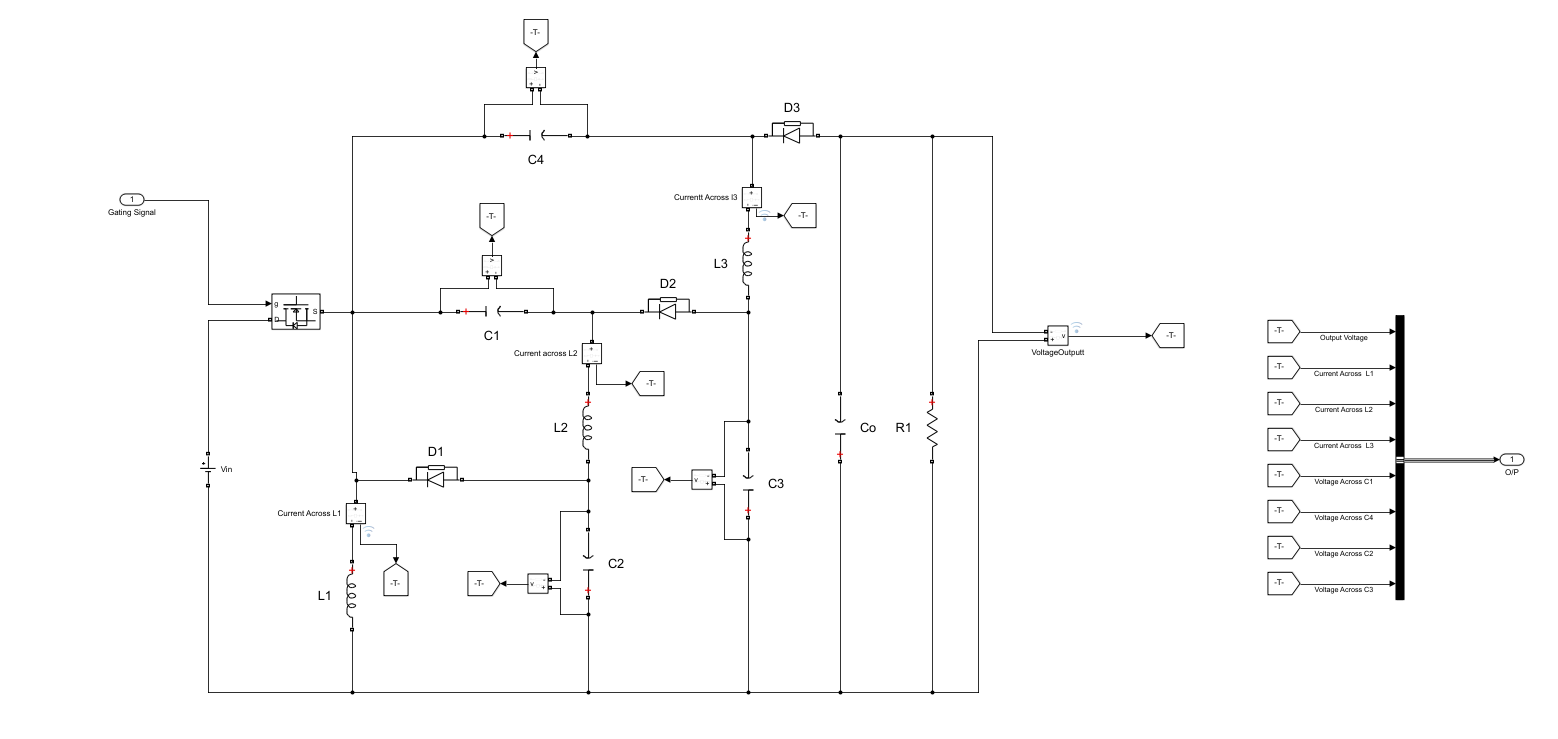 -T-
v
+ -
D3
C4
Currentt Across l3
+
1
Gating Signal
-T-
-T-
v
+ -
L3
D2
g
D
S
C1
+
Current across L2
-
+
v
VoltageOutputt
-T-
-T-
Output Voltage
-T-
Current Across L1
-T-
-T-
Current Across L2
L2
Co
R1
-T-
Current Across L3
D1
+
Vin
-T-
v
-
+
C3
-T-
Voltage Across C1
1
O/P
+
Current Across L1
-T-
Voltage Across C4
-T-
Voltage Across C2
C2
L1
-T-
-T-
v
-
+
-T-
Voltage Across C3